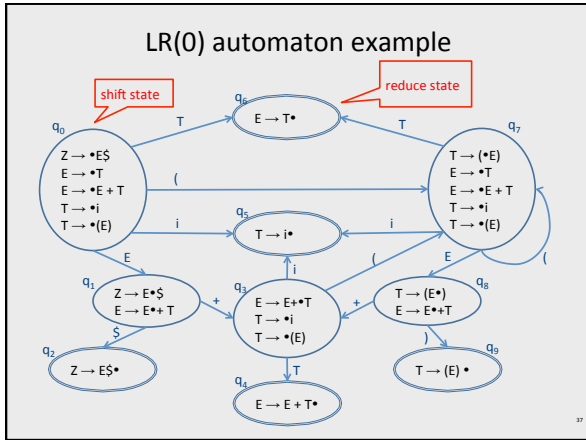 LR(0) automaton example
shift state
reduce state
q0
q6
q7
T
E → T•
T
Z → •E$
E → •T
E → •E + T
T → •i
T → •(E)
T → (•E)
E → •T
E → •E + T
T → •i
T → •(E)
(
q5
i
T → i•
i
E
i
(
E
(
q1
q3
q8
Z → E•$
E → E•+ T
+
E → E+•T
T → •i
T → •(E)
+
T → (E•)
E → E•+T
$
)
q2
T
q9
Z → E$•
q4
T → (E) •
E → E + T•
37